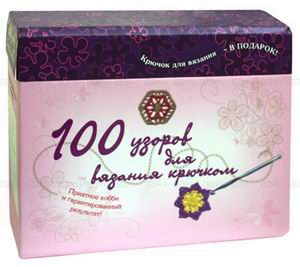 Крючок для вязания - В ПОДАРОК!
100 узоров
для
вязания крючком
Приятное хобби
и гарантированный
результат!